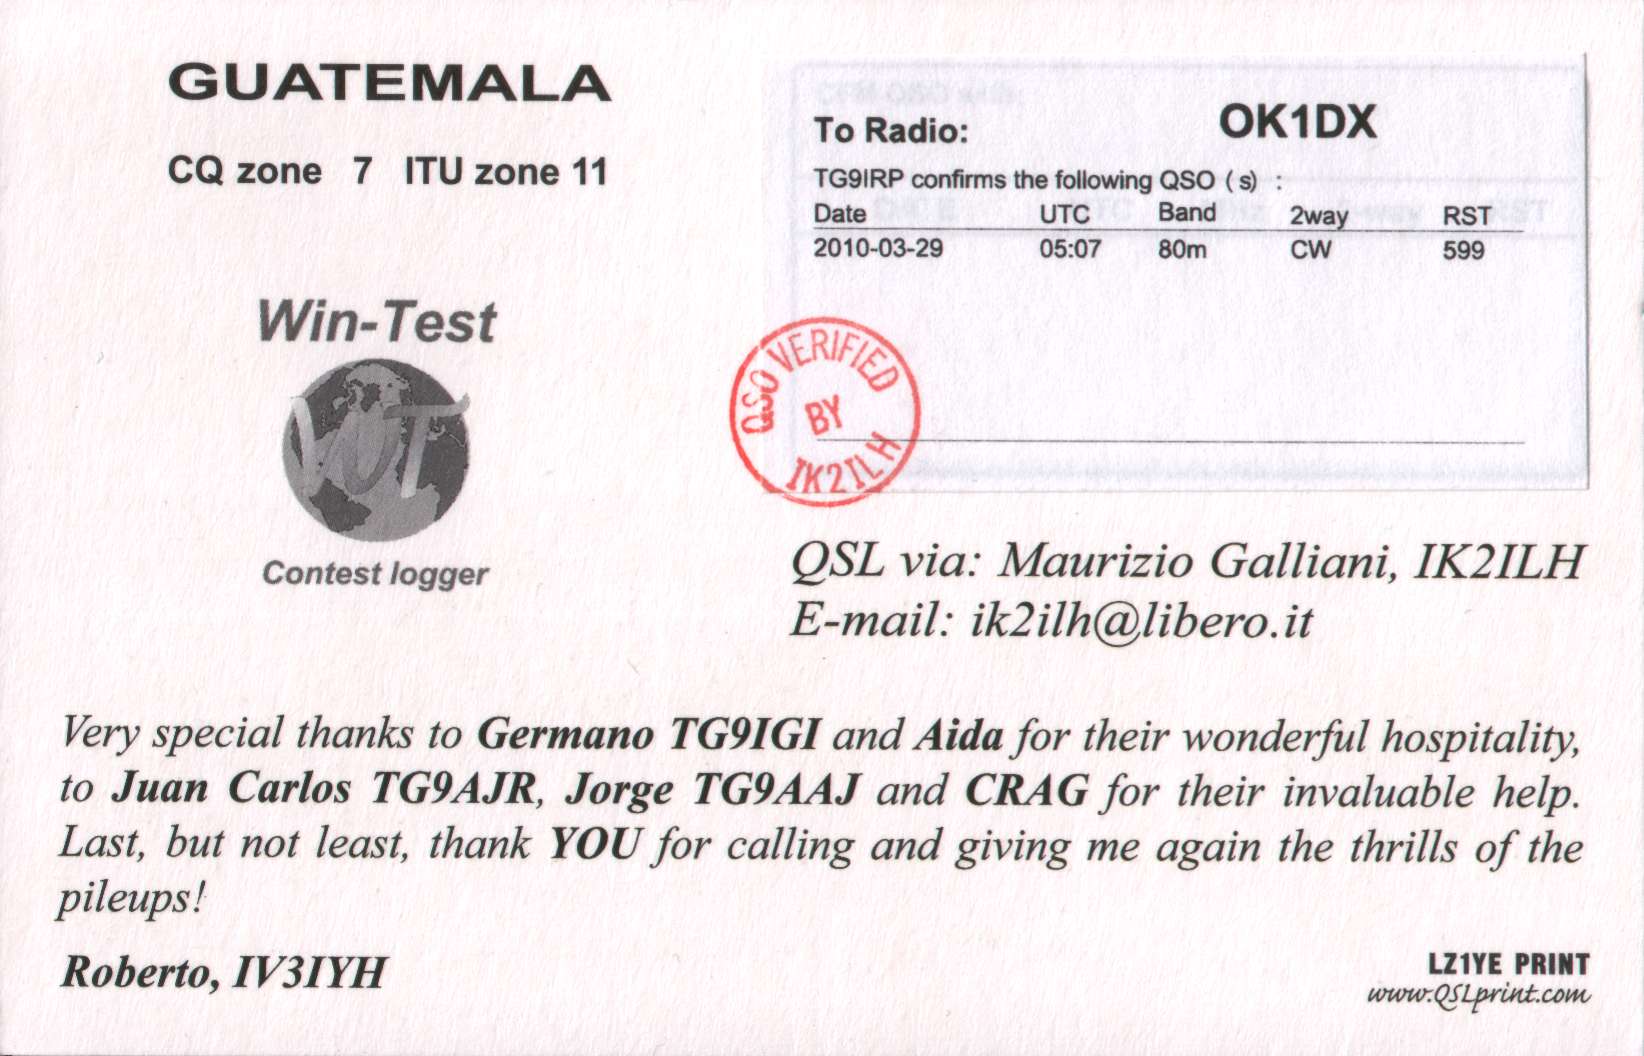 GUATEMALA
CQ zone 7 ITU zone 11
Win-Test
WT
Contest logger
To Radio: OK1DX
TG9IRP confirms the following QSO ( s) :
Date UTC Band 2way RST
2010-03-29 05:07 80m CW 599
QSO VERIFIED
BY
IK2ILH
QSL via: Maurizio Galliani, IK2ILH
E-mail: ik2ilh@libero.it
Very special thanks to Germano TG9IGI and Aida for their wonderful hospitality,
to Juan Carlos TG9AJR, Jorge TG9AAJ and CRAG for their invaluable help.
Last, but not least, thank YOU for calling and giving me again the thrills of the
pileups!
Roberto, IV3IYH
LZ1YE PRINT
www.QSLprint.com